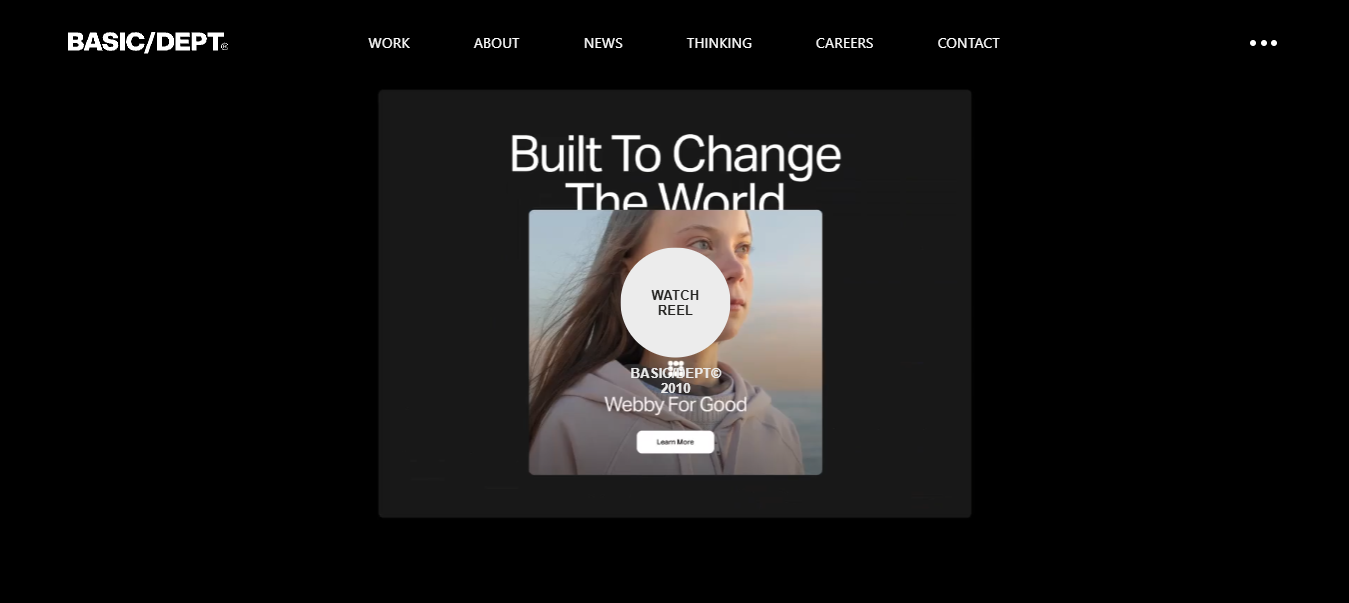 BASIC/DEPT®
WORK
ABOUT
NEWS
THINKING
CAREERS
CONTACT
Built To Change
The World
WATCH
REEL
BASIC/DEPT©
2010
Webby For Good
Learn More